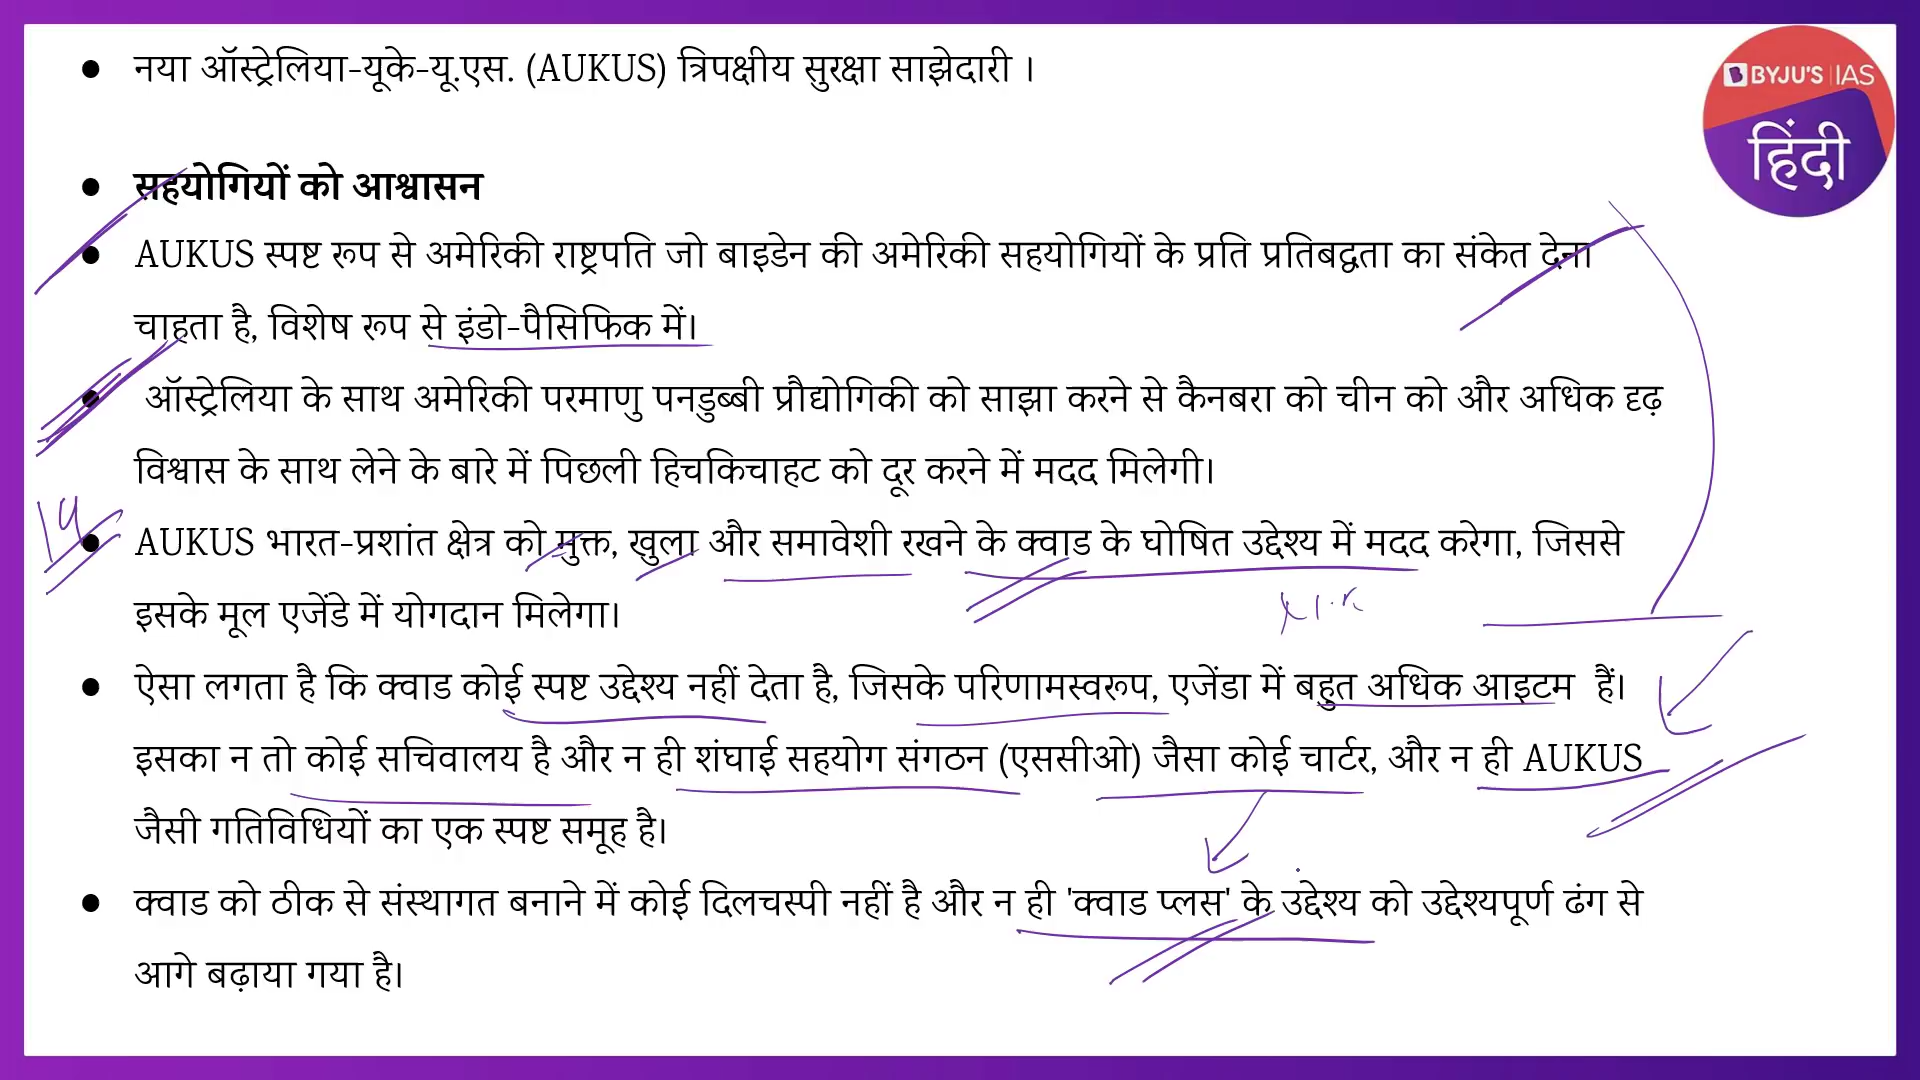 ● नया ऑस्ट्रेलिया-यूके-यू.एस. (AUKUS) त्रिपक्षीय सुरक्षा साझेदारी ।
BYJU'S IAS
हिंदी
● सहयोगियों को आश्वासन
● AUKUS स्पष्ट रूप से अमेरिकी राष्ट्रपति जो बाइडेन की अमेरिकी सहयोगियों के प्रति प्रतिबद्वता का संकेत देना
चाहता है, विशेष रूप से इंडो-पैसिफिक में।
● ऑस्ट्रेलिया के साथ अमेरिकी परमाणु पनडुब्बी प्रौद्योगिकी को साझा करने से कैनबरा को चीन को और अधिक दृढ़
विश्वास के साथ लेने के बारे में पिछली हिचकिचाहट को दूर करने में मदद मिलेगी।
● AUKUS भारत-प्रशांत क्षेत्र को मुक्त, खुला और समावेशी रखने के क्वाड के घोषित उद्देश्य में मदद करेगा, जिससे
इसके मूल एजेंडे में योगदान मिलेगा।
● ऐसा लगता है कि क्वाड कोई स्पष्ट उद्देश्य नहीं देता है, जिसके परिणामस्वरूप, एजेंडा में बहुत अधिक आइटम हैं।
इसका न तो कोई सचिवालय है और न ही शंघाई सहयोग संगठन (एससीओ) जैसा कोई चार्टर, और न ही AUKUS
जैसी गतिविधियों का एक स्पष्ट समूह है।
● क्वाड को ठीक से संस्थागत बनाने में कोई दिलचस्पी नहीं है और न ही 'क्वाड प्लस' के उद्देश्य को उद्देश्यपूर्ण ढंग से
आगे बढ़ाया गया है।